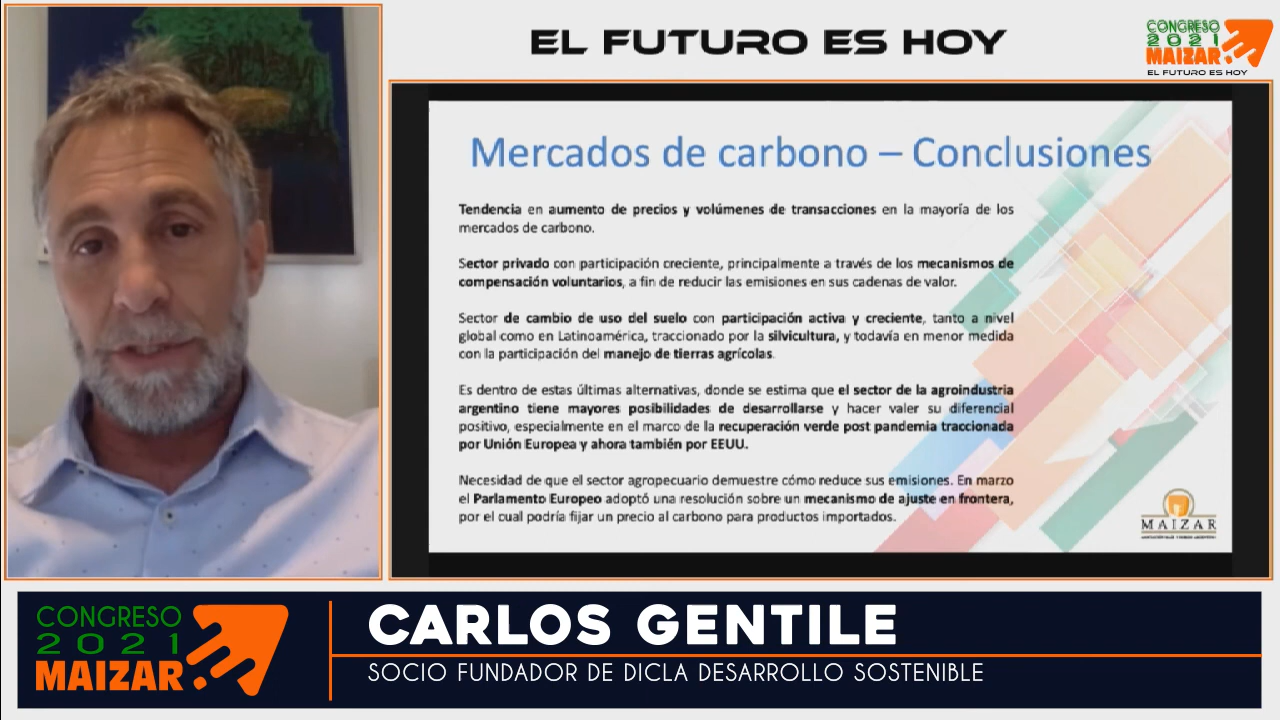 EL FUTURO ES HOY
CONGRESO
2021
MAIZAR
EL FUTURO ES HOY
Mercados de carbono – Conclusiones
Tendencia en aumento de precios y volúmenes de transacciones en la mayoría de los
mercados de carbono.
Sector privado con participación creciente, principalmente a través de los mecanismos de
compensación voluntarios, a fin de reducir las emisiones en sus cadenas de valor.
Sector de cambio de uso del suelo con participación activa y creciente, tanto a nivel
global como en Latinoamérica, traccionado por la silvicultura, y todavía en menor medida
con la participación del manejo de tierras agrícolas.
Es dentro de estas últimas alternativas, donde se estima que el sector de la agroindustria
argentino tiene mayores posibilidades de desarrollarse y hacer valer su diferencial
positivo, especialmente en el marco de la recuperación verde post pandemia traccionada
por Unión Europea y ahora también por EEUU.
Necesidad de que el sector agropecuario demuestre cómo reduce sus emisiones. En marzo
el Parlamento Europeo adoptó una resolución sobre un mecanismo de ajuste en frontera,
por el cual podría fijar un precio al carbono para productos importados.
MAIZAR
CONGRESO
2021
MAIZAR
CARLOS GENTILE
SOCIO FUNDADOR DE DICLA DESARROLLO SOSTENIBLE